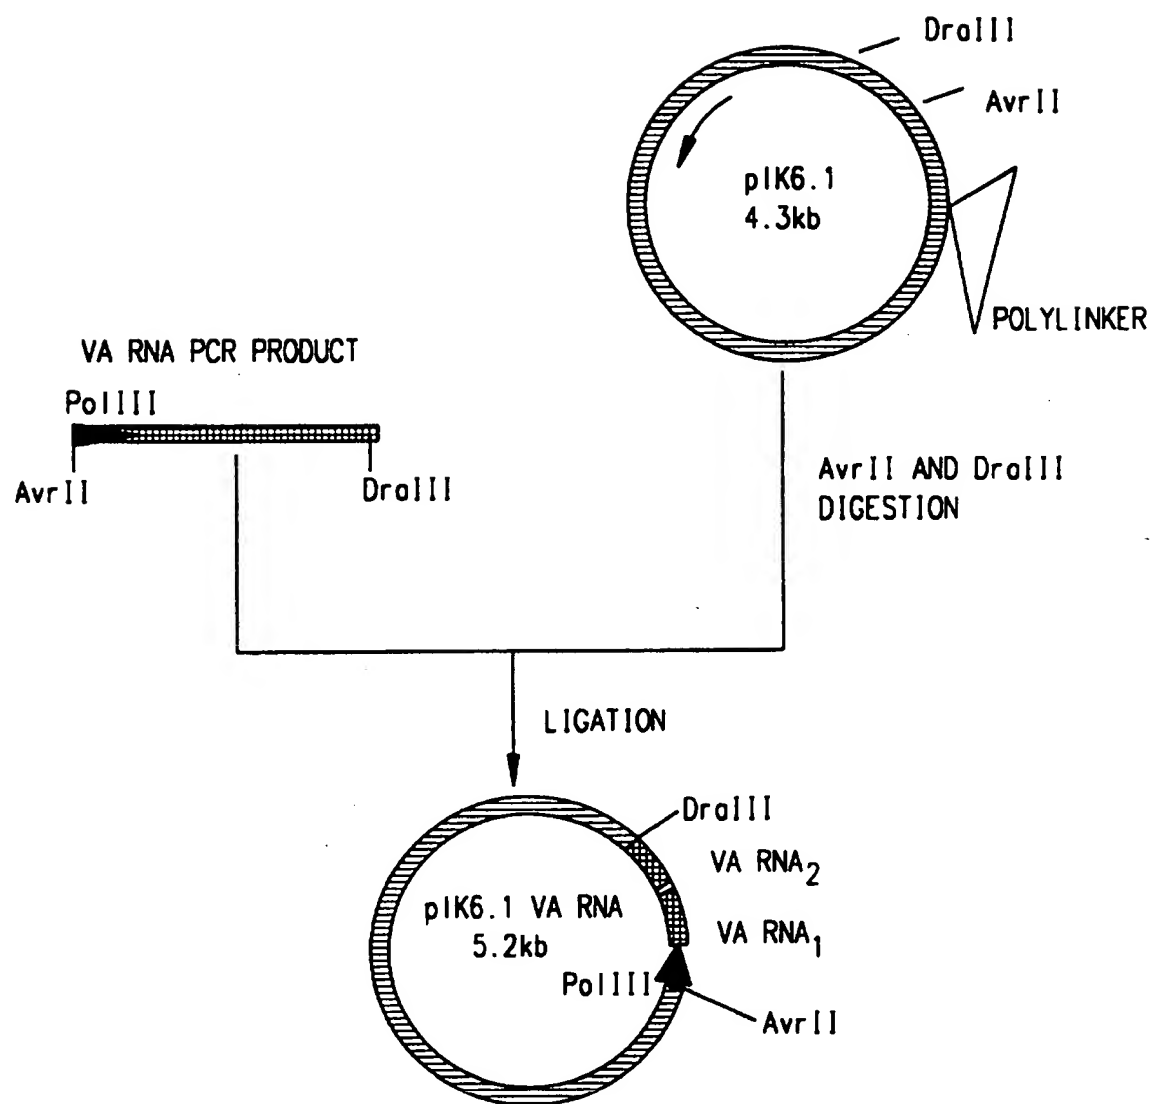 DraIII
AvrII
pIK6.1
4.3kb
POLYLINKER
VA RNA PCR PRODUCT
PolIII
AvrII
DraIII
AvrII AND DraIII
DIGESTION
LIGATION
DraIII
VA RNA2
pIK6.1 VA RNA
5.2kb
VA RNA1
PolIII
AvrII